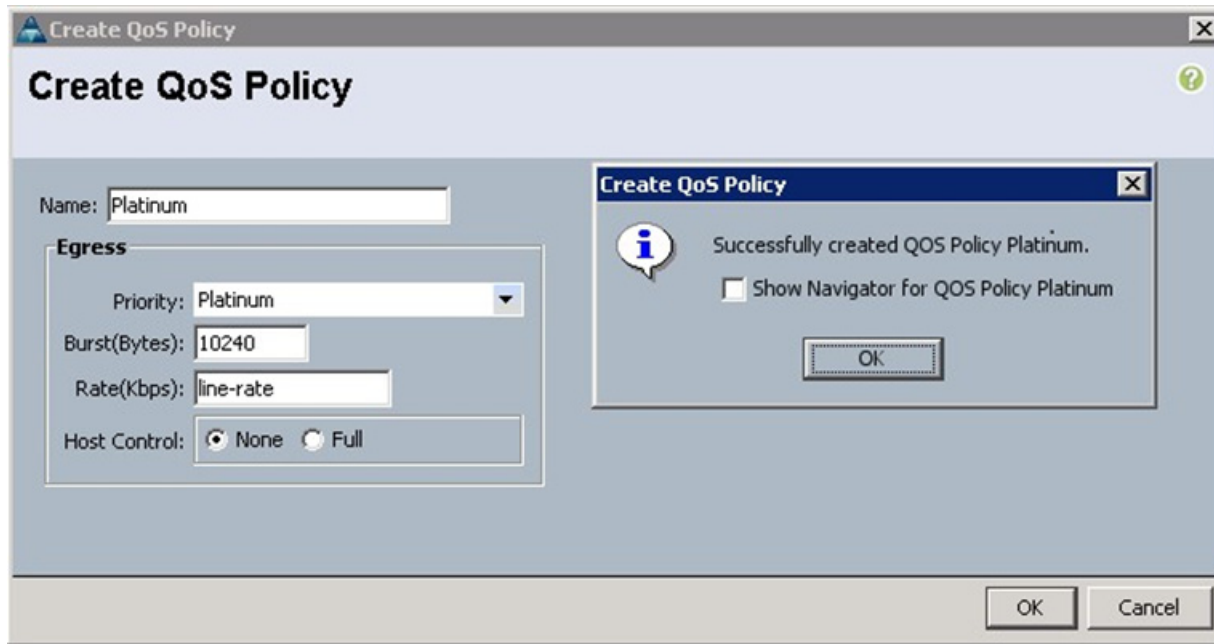 Create QoS Policy
Create QoS Policy
Name: Platinum
Egress
Priority: Platinum
Burst(Bytes): 10240
Rate(Kbps): line-rate
Host Control: None Full
Create QoS Policy
Successfully created QOS Policy Platinum.
Show Navigator for QOS Policy Platinum
OK
OK Cancel